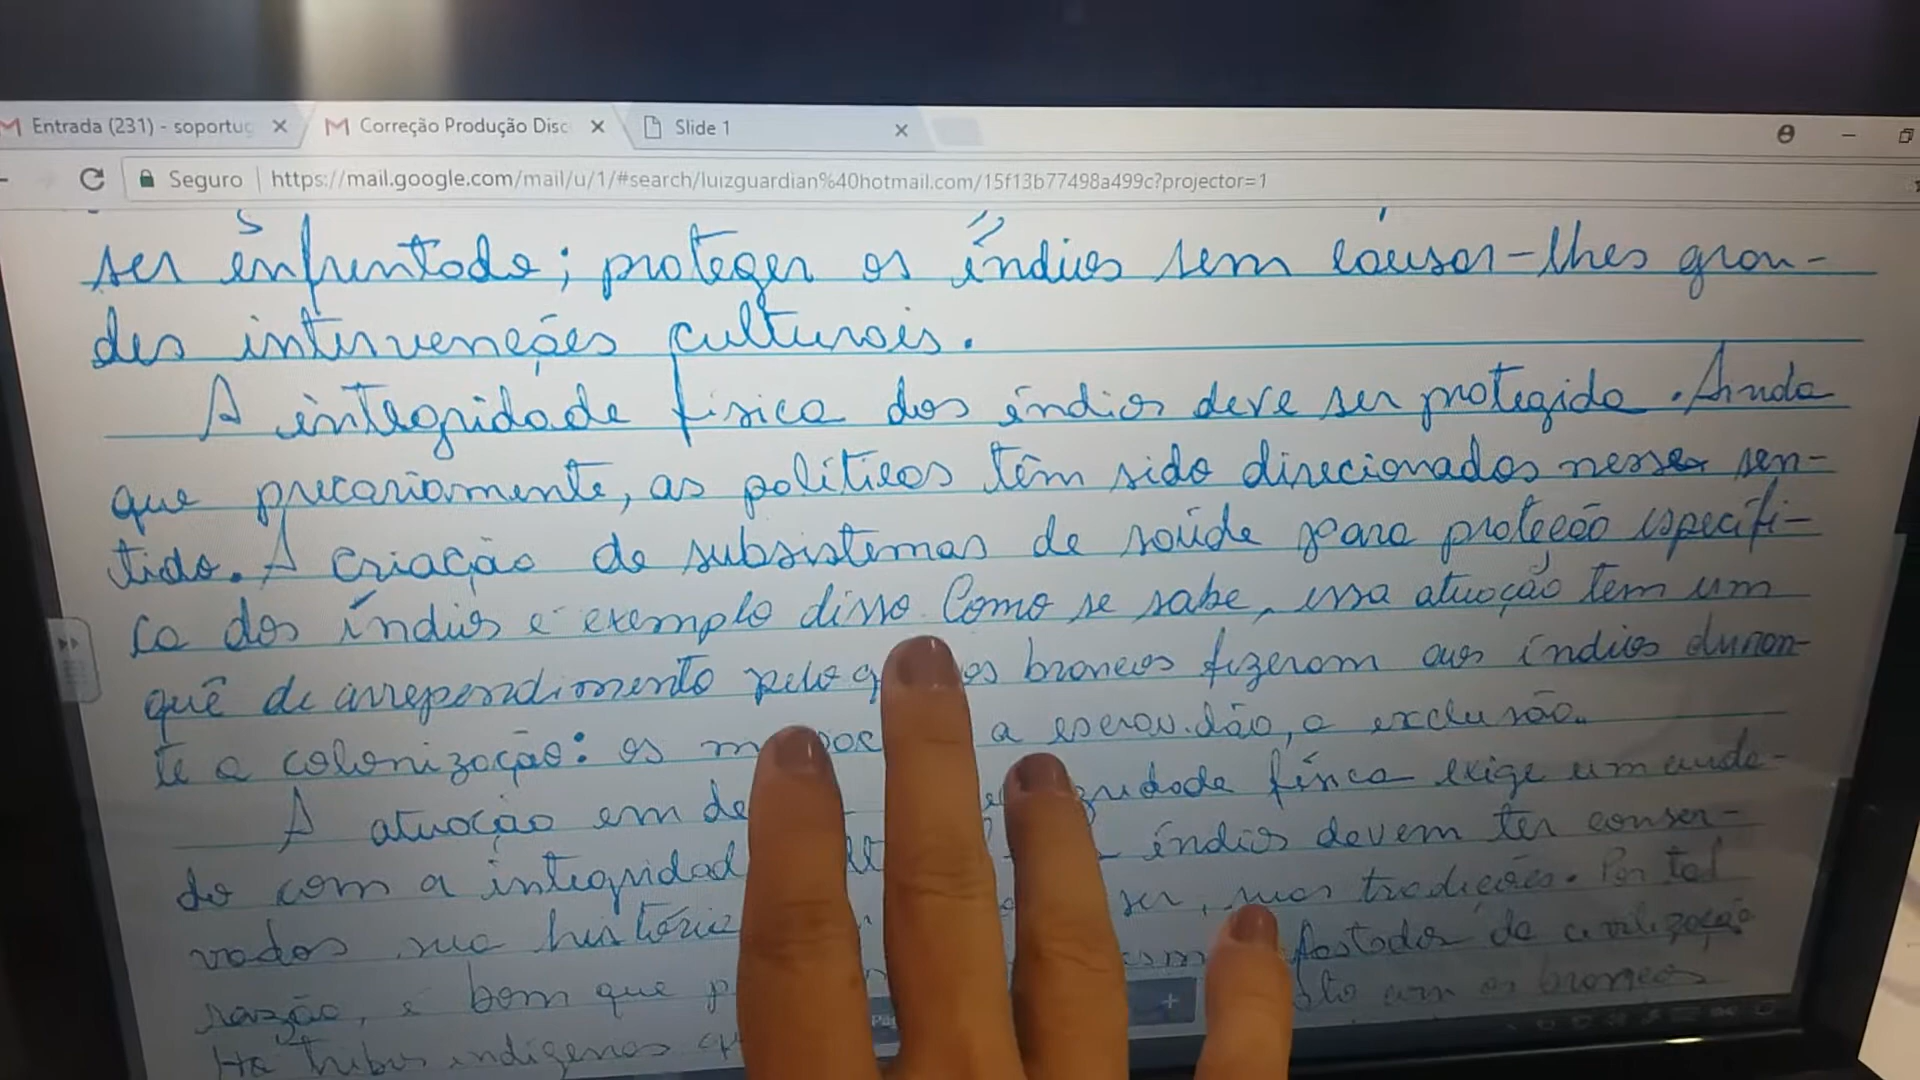 Entrada (231) - soportug
Correção Produção Disc
Slide 1
Seguro
https://mail.google.com/mail/u/1/#search/luizguardian%40hotmail.com/15f13b77498a499c?projector=1
ser enfrentado; proteger os índios sem causar-lhes gran-
des intervenções culturais.
A integridade física dos índios deve ser protegida. Ainda
que precariamente, as políticas têm sido direcionadas nesse sen-
tido. A criação de subsistemas de saúde para proteção específi-
ca dos índios é exemplo disso. Como se sabe, essa atuação tem um
quê de arrependimento pelo q os brancos fizeram aos índios duran-
te a colonização: os m a escravidão, a exclusão.
A atuação em de física exige um cuida-
do com a integridad índios devem ter conser-
vados sua história ser, suas tradições. Por tal
razão, é bom que p afastados da civilização
Há tribos indígenas com os brancos